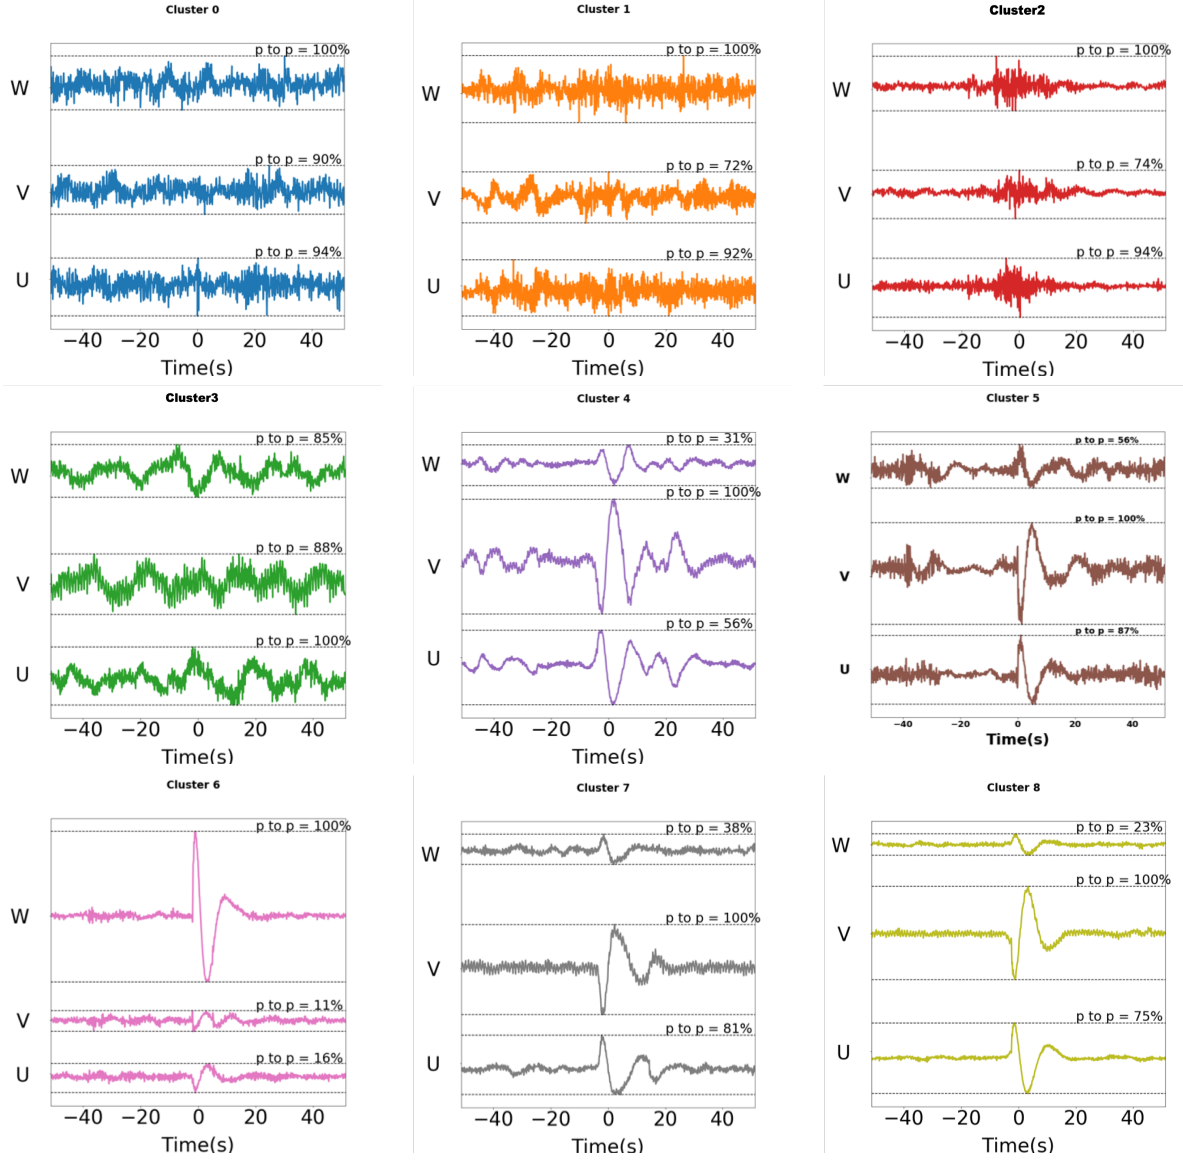 Cluster 0
p to p = 100%
W
p to p = 90%
V
p to p = 94%
U
−40 −20 0 20 40
Time(s)
Cluster 1
p to p = 100%
W
p to p = 72%
V
p to p = 92%
U
−40 −20 0 20 40
Time(s)
Cluster2
p to p = 100%
W
p to p = 74%
V
p to p = 94%
U
−40 −20 0 20 40
Time(s)
Cluster3
p to p = 85%
W
p to p = 88%
V
p to p = 100%
U
−40 −20 0 20 40
Time(s)
Cluster 4
p to p = 31%
W
p to p = 100%
V
p to p = 56%
U
−40 −20 0 20 40
Time(s)
Cluster 5
p to p = 56%
W
p to p = 100%
V
p to p = 87%
U
−40 −20 0 20 40
Time(s)
Cluster 6
p to p = 100%
W
p to p = 11%
V
p to p = 16%
U
−40 −20 0 20 40
Time(s)
Cluster 7
p to p = 38%
W
p to p = 100%
V
p to p = 81%
U
−40 −20 0 20 40
Time(s)
Cluster 8
p to p = 23%
W
p to p = 100%
V
p to p = 75%
U
−40 −20 0 20 40
Time(s)